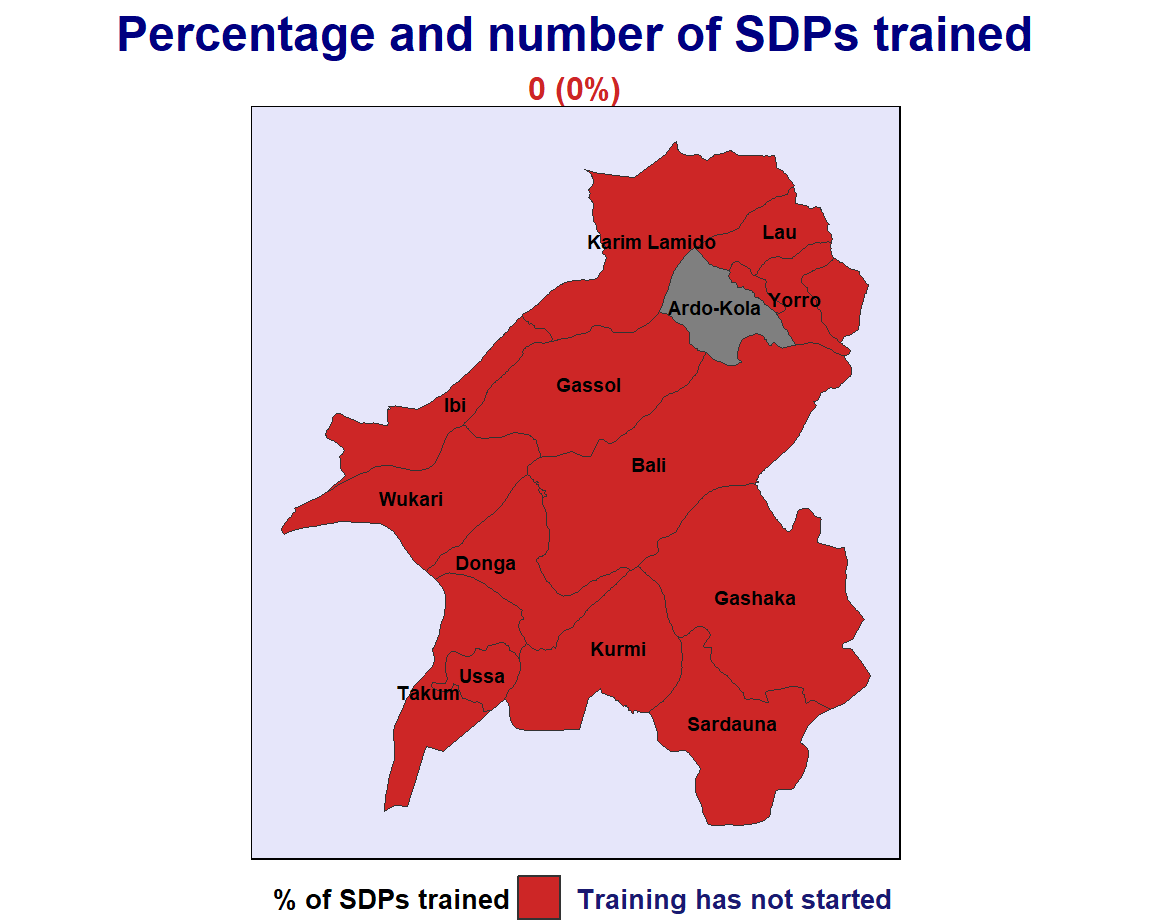 Percentage and number of SDPs trained
0 (0%)
Lau
Karim Lamido
Yorro
Ardo-Kola
Gassol
Ibi
Bali
Wukari
Donga
Gashaka
Kurmi
Ussa
Takum
Sardauna
% of SDPs trained Training has not started